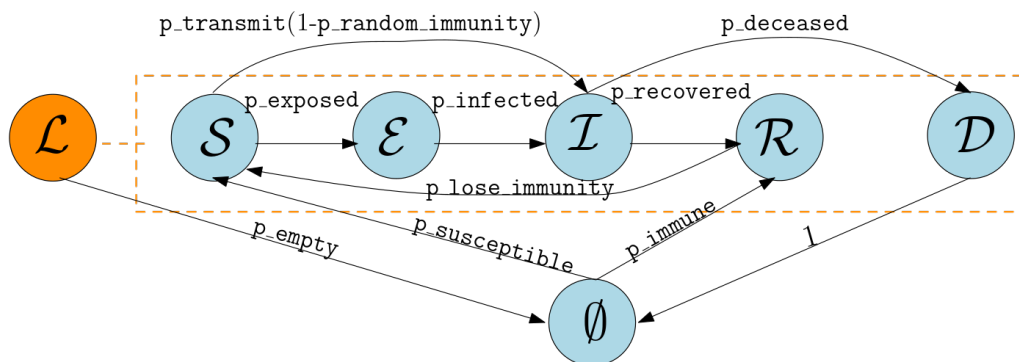 p_transmit(1-p_random_immunity)
p_deceased
p_exposed
p_infected
p_recovered
ℒ
𝒮
ℰ
ℐ
ℛ
𝒟
p_lose_immunity
p_empty
p_susceptible
p_immune
1
∅